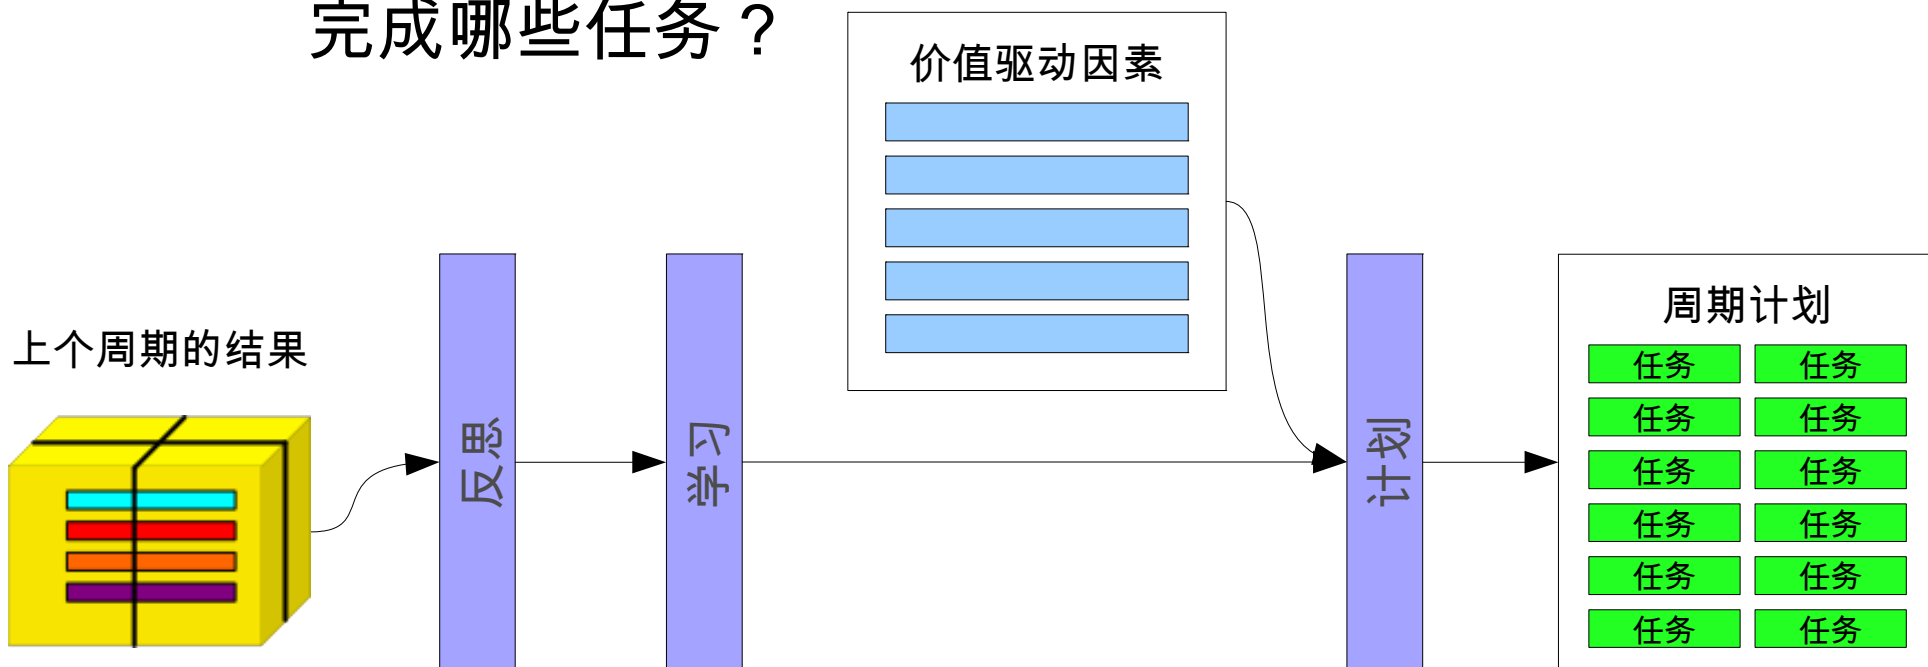 完成哪些任务？
价值驱动因素
上个周期的结果
反思
学习
计划
周期计划
任务 任务
任务 任务
任务 任务
任务 任务
任务 任务
任务 任务